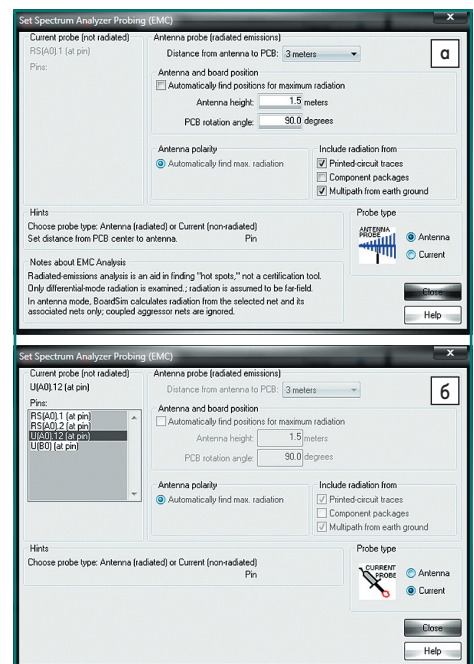 Set Spectrum Analyzer Probing (EMC)
X
а
Current probe (not radiated)
RS(A0).1 (at pin)
Pins:
Antenna probe (radiated emissions)
Distance from antenna to PCB: 3 meters
Antenna and board position
Automatically find positions for maximum radiation
Antenna height: 1.5 meters
PCB rotation angle: 90.0 degrees
Antenna polarity
Automatically find max. radiation
Include radiation from
Printed-circuit traces
Component packages
Multipath from earth ground
Hints
Choose probe type: Antenna (radiated) or Current (non-radiated)
Set distance from PCB center to antenna. Pin
Probe type
ANTENNA
PROBE
Antenna
Current
Notes about EMC Analysis
Radiated-emissions analysis is an aid in finding "hot spots," not a certification tool.
Only differential-mode radiation is examined.; radiation is assumed to be far-field.
In antenna mode, BoardSim calculates radiation from the selected net and its
associated nets only; coupled aggressor nets are ignored.
Close
Help
Set Spectrum Analyzer Probing (EMC)
X
б
Current probe (not radiated)
U(A0).12 (at pin)
Pins:
RS(A0).1 (at pin)
RS(A0).2 (at pin)
U(A0).12 (at pin)
U(B0) (at pin)
Antenna probe (radiated emissions)
Distance from antenna to PCB: 3 meters
Antenna and board position
Automatically find positions for maximum radiation
Antenna height: 1.5 meters
PCB rotation angle: 90.0 degrees
Antenna polarity
Automatically find max. radiation
Include radiation from
Printed-circuit traces
Component packages
Multipath from earth ground
Hints
Choose probe type: Antenna (radiated) or Current (non-radiated)
Pin
Probe type
CURRENT
PROBE
Antenna
Current
Close
Help